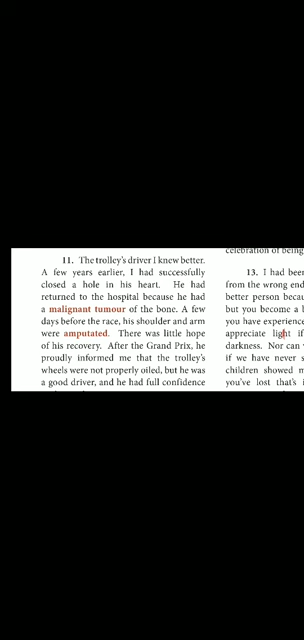 11. The trolley's driver I knew better.
A few years earlier, I had successfully
closed a hole in his heart. He had
returned to the hospital because he had
a malignant tumour of the bone. A few
days before the race, his shoulder and arm
were amputated. There was little hope
of his recovery. After the Grand Prix, he
proudly informed me that the trolley's
wheels were not properly oiled, but he was
a good driver, and he had full confidence
celebration of being
13. I had been
from the wrong end
better person becau
but you become a b
you have experience
appreciate light if
darkness. Nor can
if we have never s
children showed m
you've lost that's i